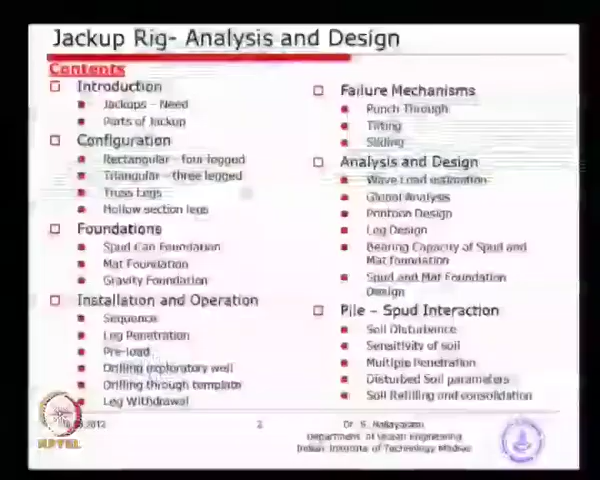 Jackup Rig- Analysis and Design
Contents
Introduction
Jackups - Need
Parts of Jackup
Configuration
Rectangular - four legged
Triangular - three legged
Truss Legs
Hollow section legs
Foundations
Spud Can Foundation
Mat Foundation
Gravity Foundation
Installation and Operation
Sequence
Leg Penetration
Pre-load
Drilling exploratory well
Drilling through template
Leg Withdrawal
Failure Mechanisms
Punch Through
Tilting
Sliding
Analysis and Design
Wave Load estimation
Global Analysis
Pontoon Design
Leg Design
Bearing Capacity of Spud and
Mat foundation
Spud and Mat Foundation
Design
Pile – Spud Interaction
Soil Disturbance
Sensitivity of soil
Multiple Penetration
Disturbed Soil parameters
Soil Refilling and consolidation
2012
2
Dr. S. Nallayarasu
Department of Ocean Engineering
Indian Institute of Technology Madras
NPTEL